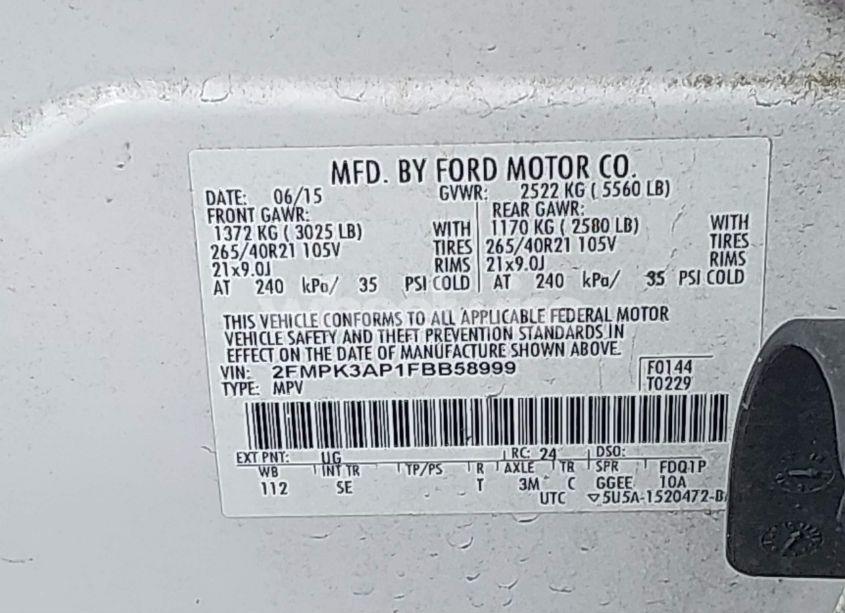 MFD. BY FORD MOTOR CO.
DATE: 06/15 GVWR: 2522 KG ( 5560 LB)
FRONT GAWR: REAR GAWR:
1372 KG ( 3025 LB) WITH 1170 KG ( 2580 LB) WITH
265/40R21 105V TIRES 265/40R21 105V TIRES
21x9.0J RIMS 21x9.0J RIMS
AT 240 kPa/ 35 PSI COLD AT 240 kPa/ 35 PSI COLD
THIS VEHICLE CONFORMS TO ALL APPLICABLE FEDERAL MOTOR
VEHICLE SAFETY AND THEFT PREVENTION STANDARDS IN
EFFECT ON THE DATE OF MANUFACTURE SHOWN ABOVE.
VIN: 2FMPK3AP1FBB58999 F0144
TYPE: MPV T0229
EXT PNT: UG RC: 24 DSO:
WB INT TR TP/PS R AXLE TR SPR FDQ1P
112 SE T 3M C GGEE 10A
UTC ▽5U5A-1520472-B